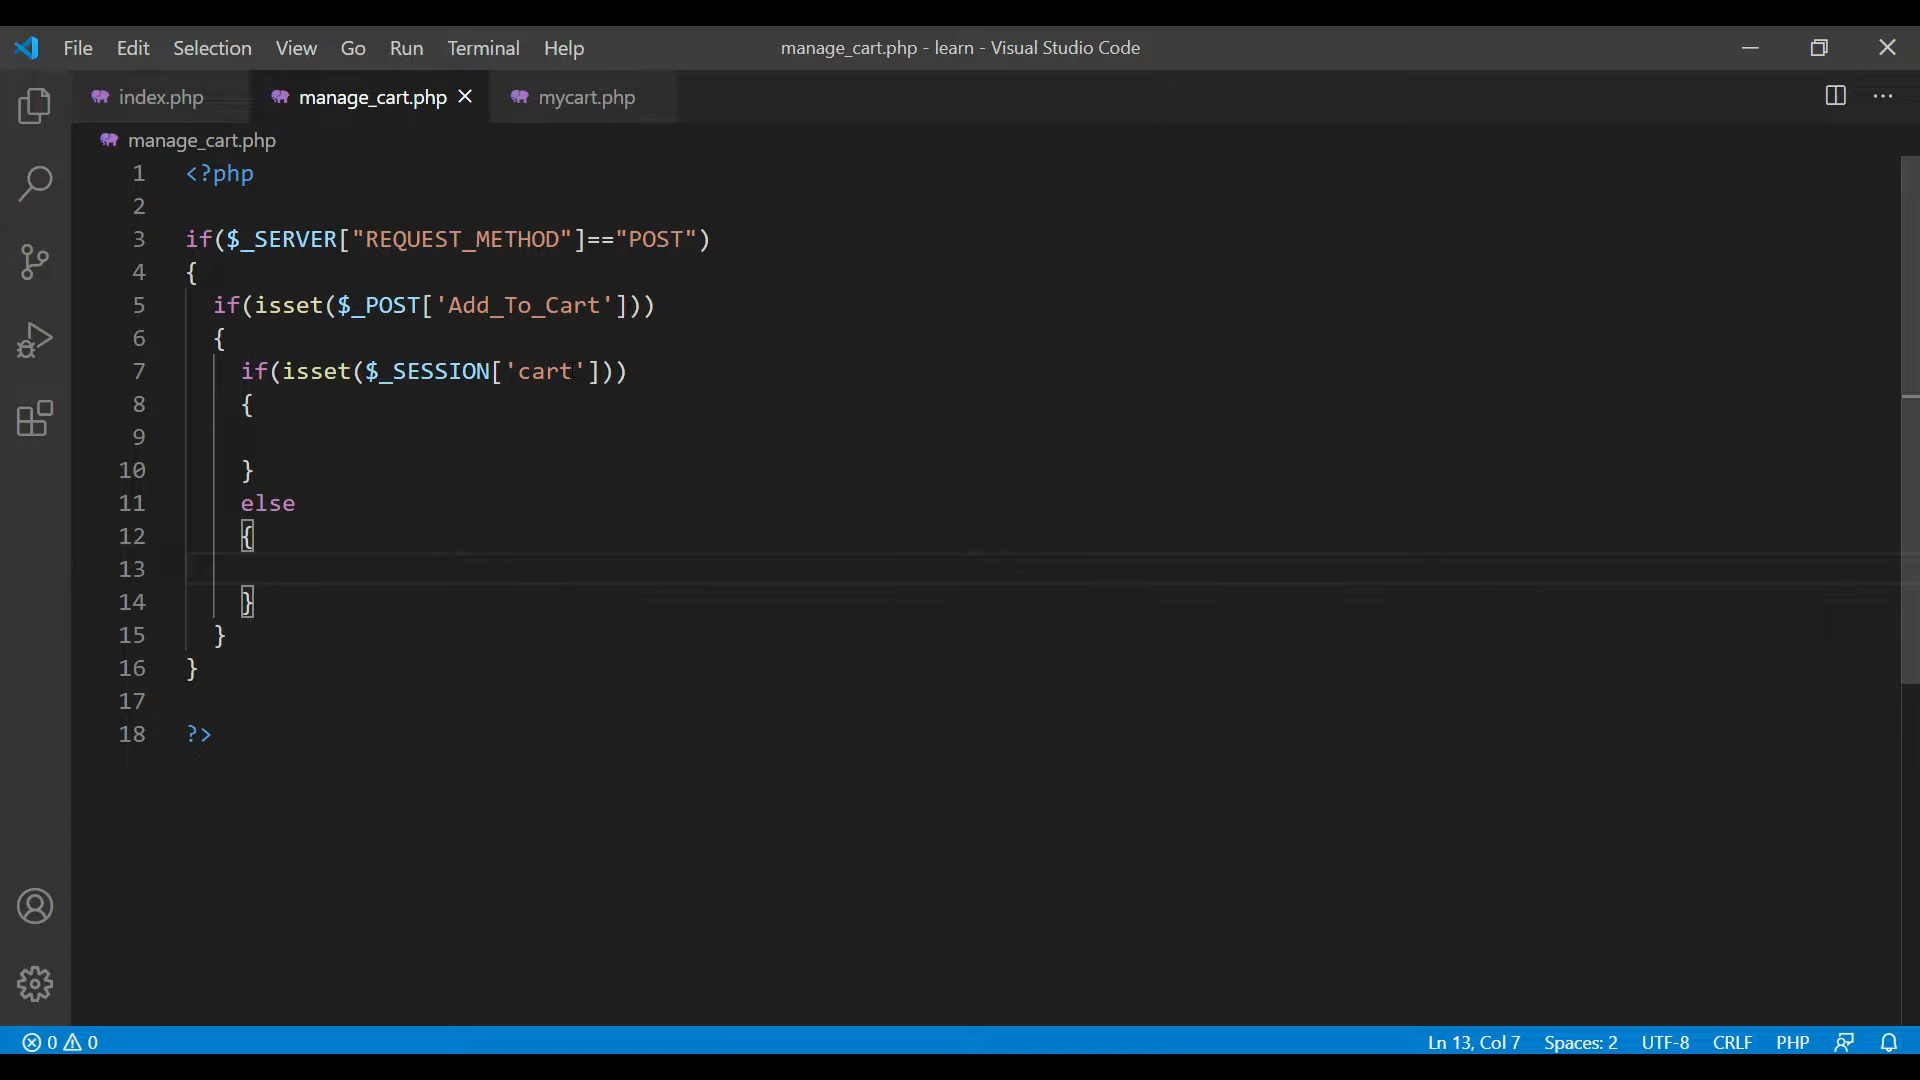 File Edit Selection View Go Run Terminal Help manage_cart.php - learn - Visual Studio Code
index.php manage_cart.php mycart.php
manage_cart.php
1 <?php
2
3 if($_SERVER["REQUEST_METHOD"]=="POST")
4 {
5   if(isset($_POST['Add_To_Cart']))
6   {
7     if(isset($_SESSION['cart']))
8     {
9
10     }
11     else
12     {
13
14     }
15   }
16 }
17
18 ?>
0 0 Ln 13, Col 7 Spaces: 2 UTF-8 CRLF PHP